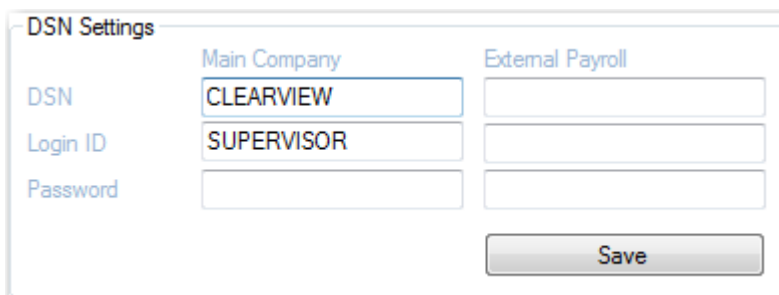 DSN Settings
Main Company External Payroll
DSN CLEARVIEW
Login ID SUPERVISOR
Password
Save